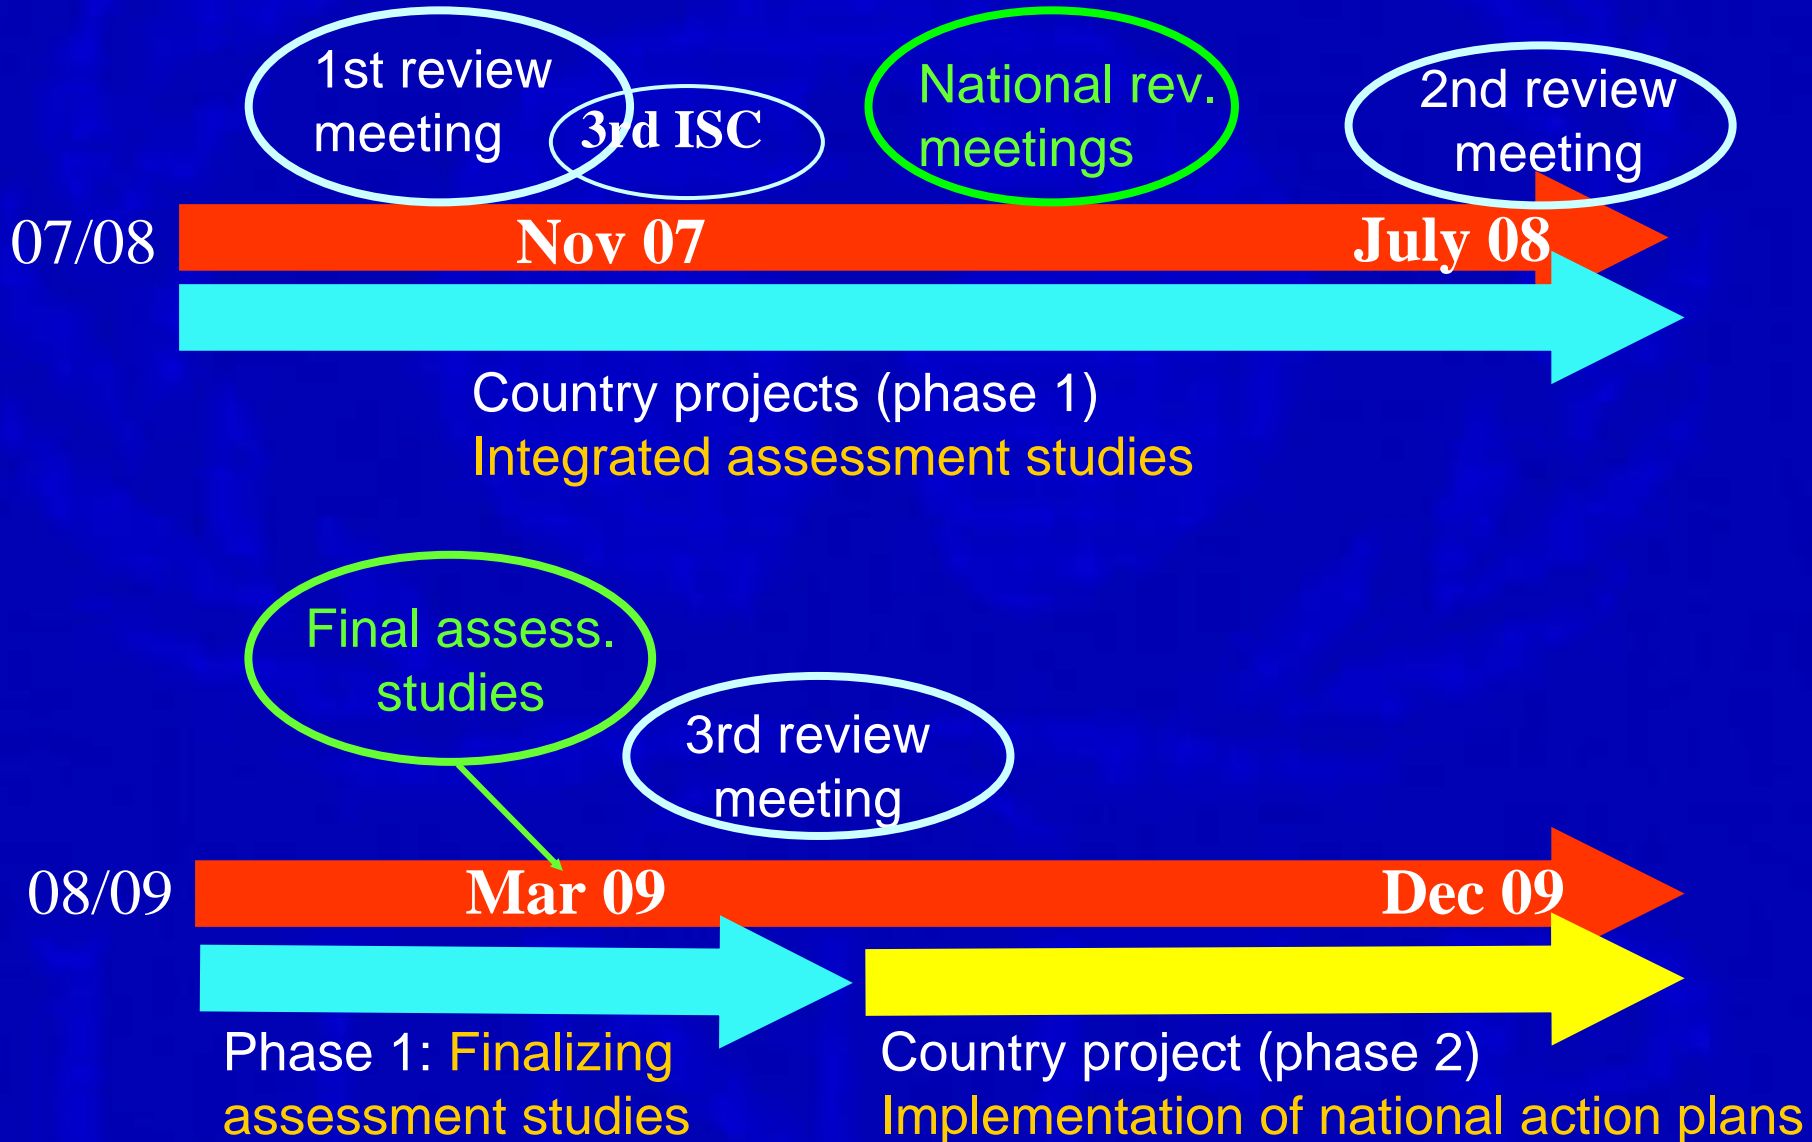 1st review
meeting
3rd ISC
National rev.
meetings
2nd review
meeting
07/08
Nov 07
July 08
Country projects (phase 1)
Integrated assessment studies
Final assess.
studies
3rd review
meeting
08/09
Mar 09
Dec 09
Phase 1: Finalizing
assessment studies
Country project (phase 2)
Implementation of national action plans